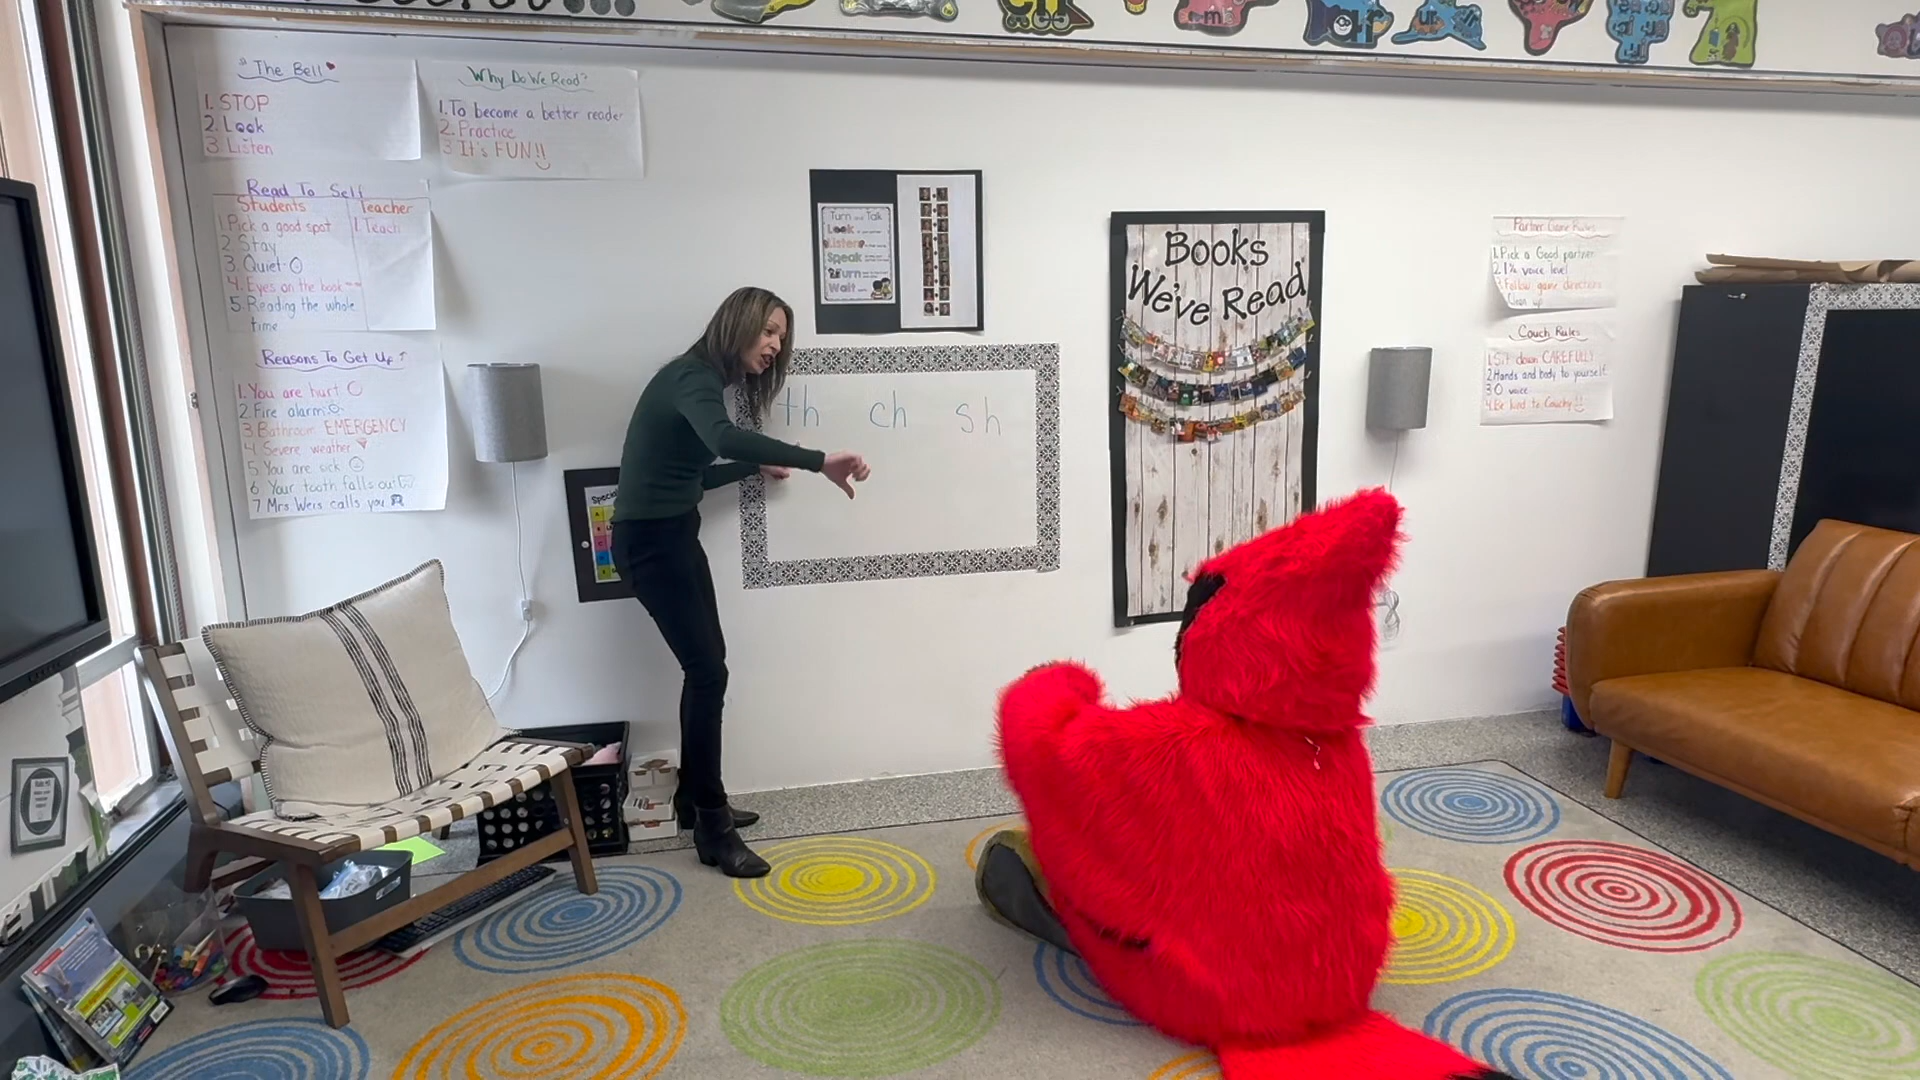 The Bell
1. STOP
2. Look
3. Listen
Why Do We Read?
1. To become a better reader
2. Practice
3 It's FUN!!
Read To Self
Students
1. Pick a good spot
2. Stay
3. Quiet
4. Eyes on the book
5. Reading the whole
time
Teacher
1. Teach
Reasons To Get Up
1. You are hurt
2. Fire alarm
3. Bathroom EMERGENCY
4. Severe weather
5. You are sick
6 Your tooth falls out
7 Mrs. Weis calls you
Turn and Talk
Look
Listen
Speak
Turn
Wait
th ch sh
Books
We've Read
Partner Game Rules
1. Pick a Good partner
2. 1½ voice level
3. Follow game directions
Clean up
Couch Rules
1. Sit down CAREFULLY
2. Hands and body to yourself
3. 0 voice
4. Be kind to Couchy!!